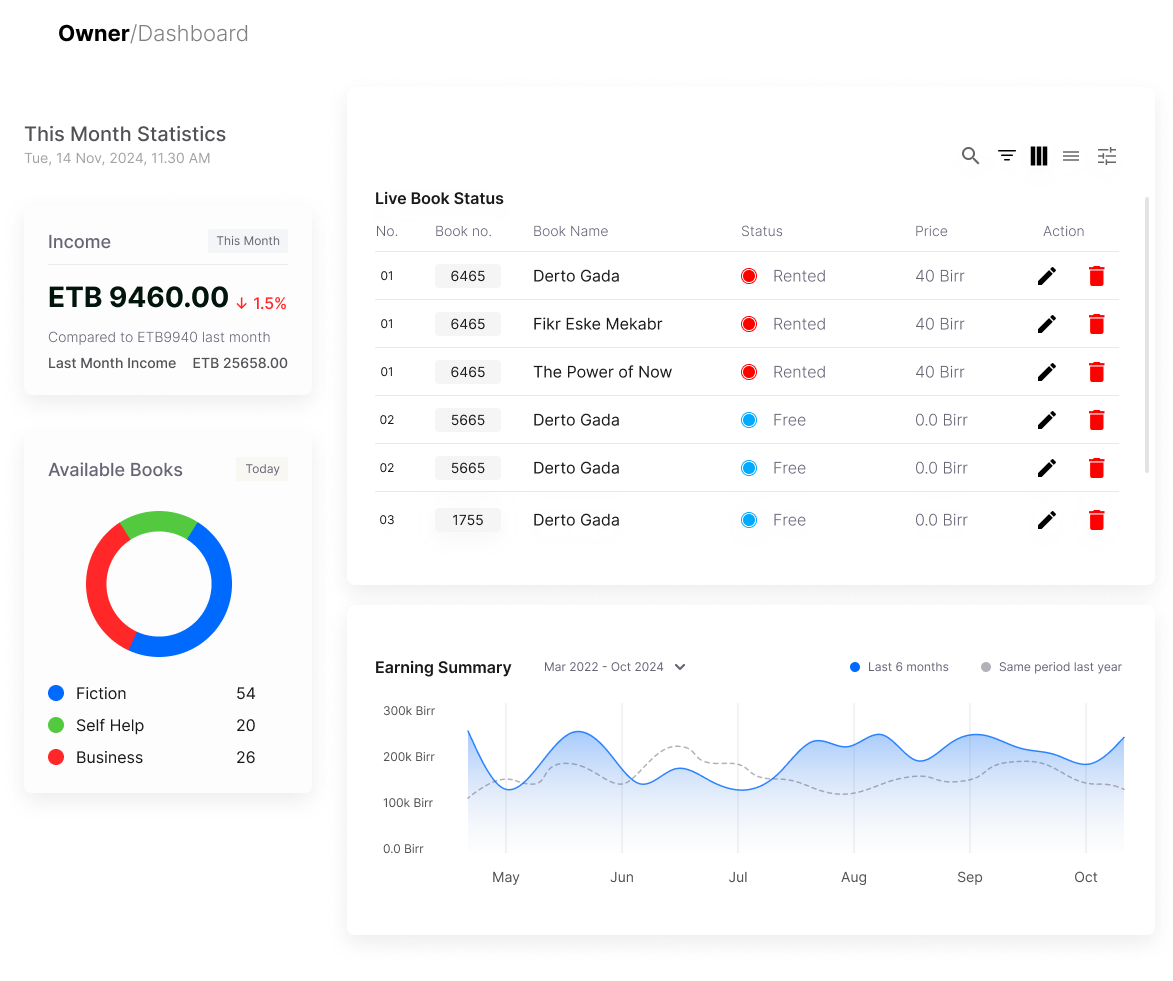 Owner/Dashboard
This Month Statistics
Tue, 14 Nov, 2024, 11.30 AM
Income This Month
ETB 9460.00 ↓ 1.5%
Compared to ETB9940 last month
Last Month Income ETB 25658.00
Available Books Today
Fiction 54
Self Help 20
Business 26
Live Book Status
No. Book no. Book Name Status Price Action
01 6465 Derto Gada Rented 40 Birr
01 6465 Fikr Eske Mekabr Rented 40 Birr
01 6465 The Power of Now Rented 40 Birr
02 5665 Derto Gada Free 0.0 Birr
02 5665 Derto Gada Free 0.0 Birr
03 1755 Derto Gada Free 0.0 Birr
Earning Summary Mar 2022 - Oct 2024 Last 6 months Same period last year
300k Birr
200k Birr
100k Birr
0.0 Birr
May Jun Jul Aug Sep Oct